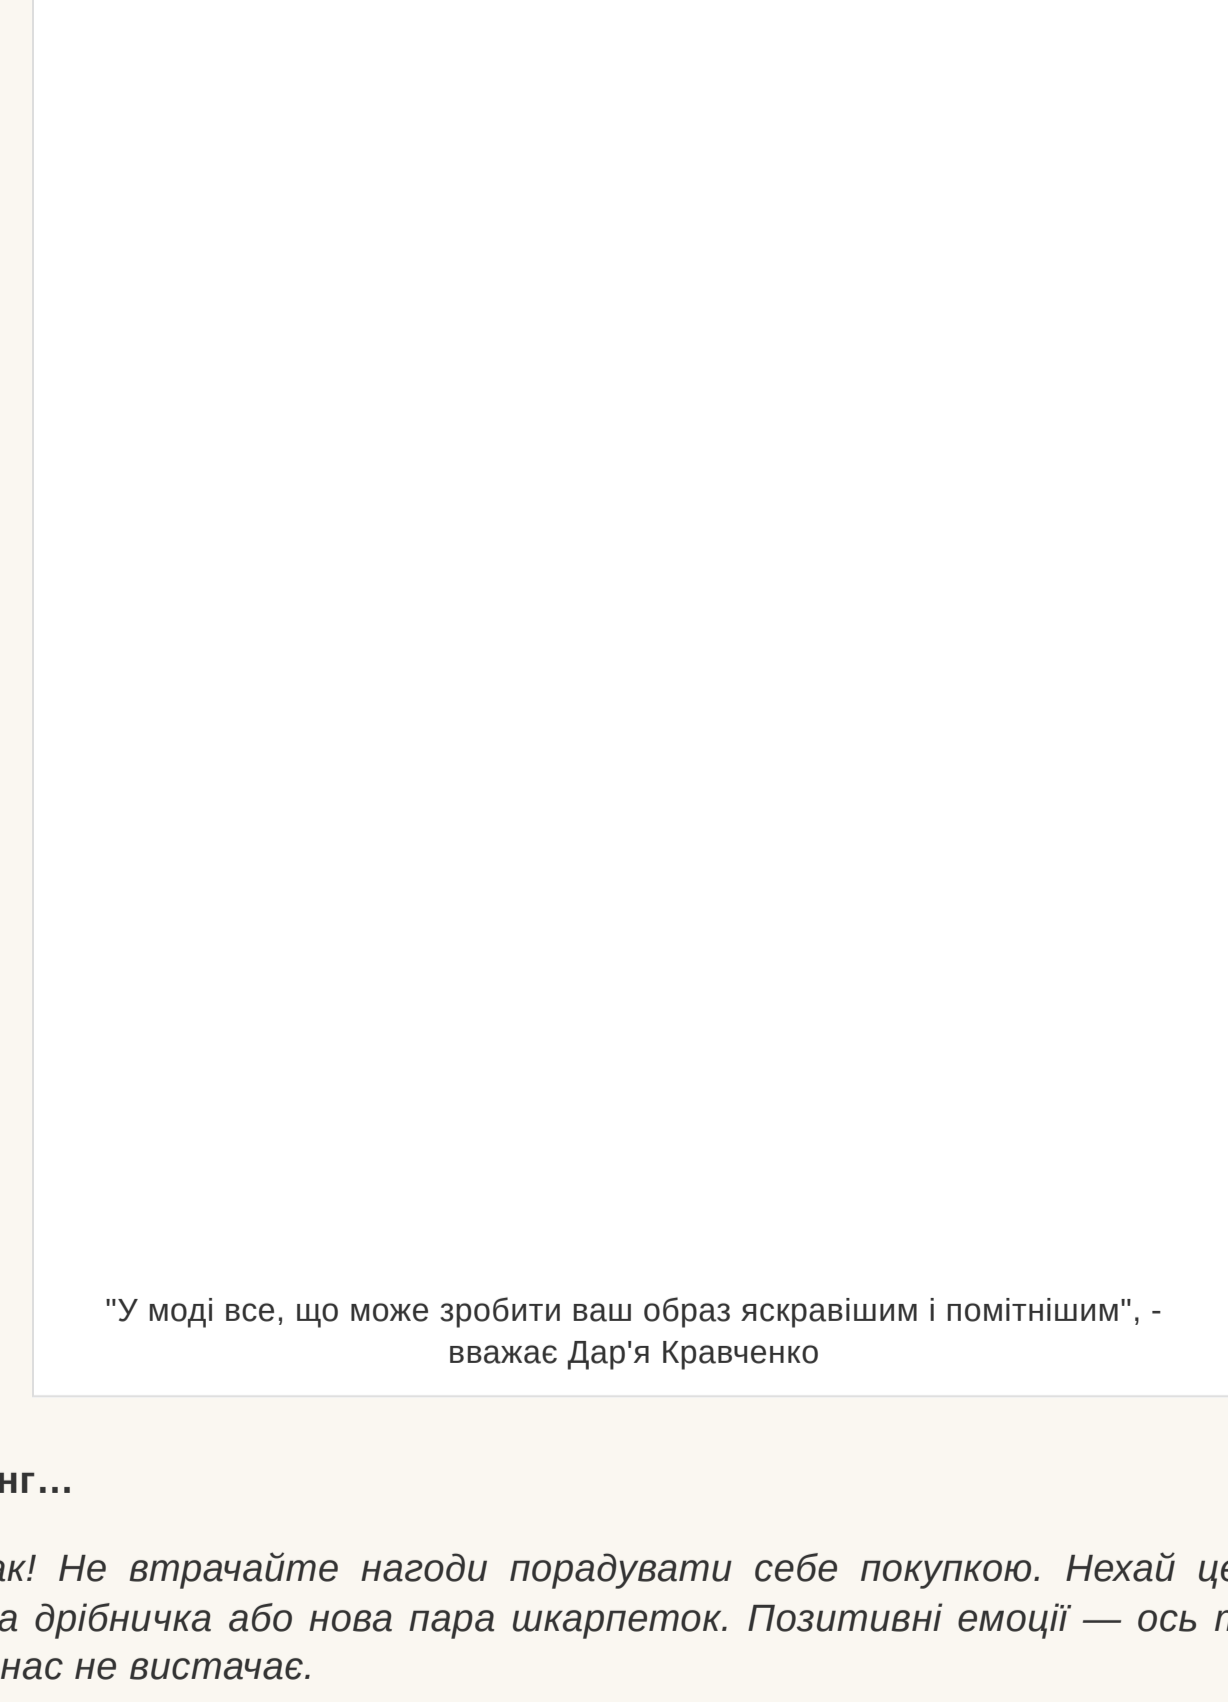 "У моді все, що може зробити ваш образ яскравішим і помітнішим", -
вважає Дар'я Кравченко
нг...
ак! Не втрачайте нагоди порадувати себе покупкою. Нехай це
а дрібничка або нова пара шкарпеток. Позитивні емоції — ось
нас не вистачає.